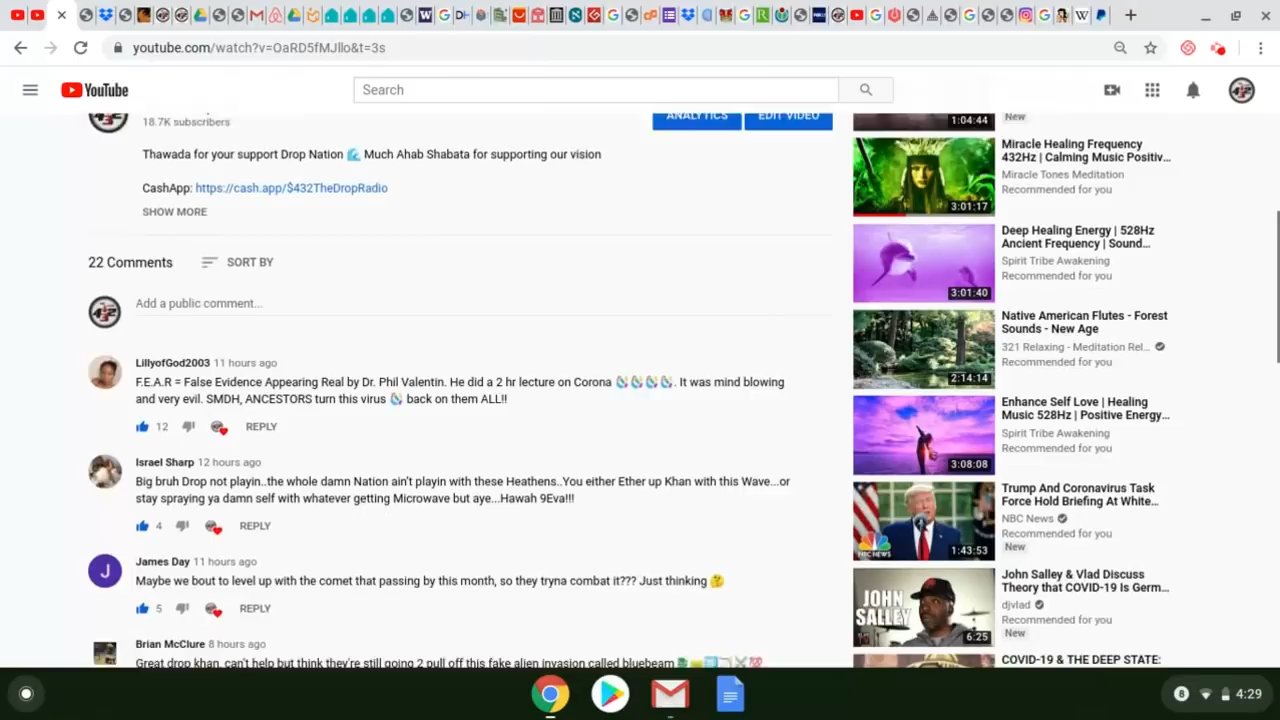 youtube.com/watch?v=OaRD5fMJllo&t=3s
YouTube
Search
18.7K subscribers
ANALYTICS
EDIT VIDEO
Thawada for your support Drop Nation 🌊 Much Ahab Shabata for supporting our vision
CashApp: https://cash.app/$432TheDropRadio
SHOW MORE
22 Comments
SORT BY
Add a public comment...
LillyofGod2003 11 hours ago
F.E.A.R = False Evidence Appearing Real by Dr. Phil Valentin. He did a 2 hr lecture on Corona. It was mind blowing
and very evil. SMDH, ANCESTORS turn this virus back on them ALL!!
12
REPLY
Israel Sharp 12 hours ago
Big bruh Drop not playin..the whole damn Nation ain't playin with these Heathens..You either Ether up Khan with this Wave...or
stay spraying ya damn self with whatever getting Microwave but aye...Hawah 9Eva!!!
4
REPLY
J
James Day 11 hours ago
Maybe we bout to level up with the comet that passing by this month, so they tryna combat it??? Just thinking 🤔
5
REPLY
Brian McClure 8 hours ago
Great drop khan, can't help but think they're still going 2 pull off this fake alien invasion called bluebeam
1:04:44
New
3:01:17
Miracle Healing Frequency
432Hz | Calming Music Positiv...
Miracle Tones Meditation
Recommended for you
3:01:40
Deep Healing Energy | 528Hz
Ancient Frequency | Sound...
Spirit Tribe Awakening
Recommended for you
2:14:14
Native American Flutes - Forest
Sounds - New Age
321 Relaxing - Meditation Rel...
Recommended for you
3:08:08
Enhance Self Love | Healing
Music 528Hz | Positive Energy...
Spirit Tribe Awakening
Recommended for you
NBC NEWS
1:43:53
Trump And Coronavirus Task
Force Hold Briefing At White...
NBC News
Recommended for you
New
JOHN
SALLEY
6:25
John Salley & Vlad Discuss
Theory that COVID-19 Is Germ...
djvlad
Recommended for you
New
COVID-19 & THE DEEP STATE:
8
4:29